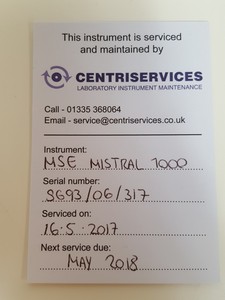 This instrument is serviced
and maintained by
CENTRISERVICES
LABORATORY INSTRUMENT MAINTENANCE
Call - 01335 368064
Email - service@centriservices.co.uk
Instrument:
MSE MISTRAL 1000
Serial number:
SG93/06/317
Serviced on:
16.5.2017
Next service due:
MAY 2018